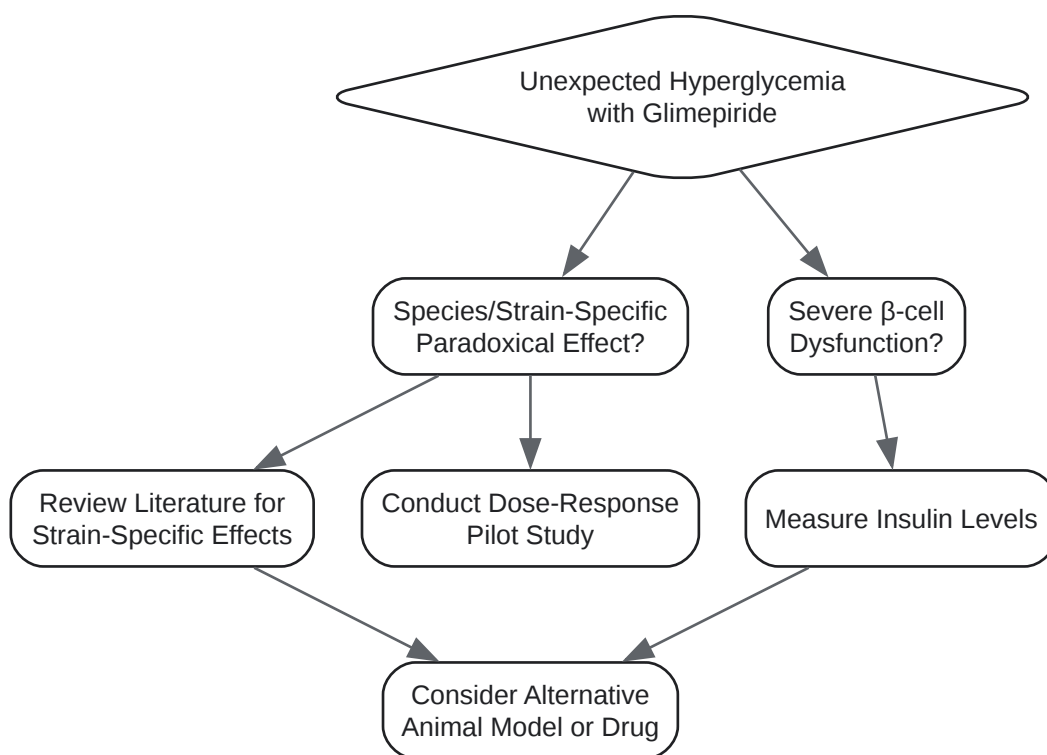 Unexpected Hyperglycemia
with Glimepiride
Species/Strain-Specific
Paradoxical Effect?
Severe β-cell
Dysfunction?
Review Literature for
Strain-Specific Effects
Conduct Dose-Response
Pilot Study
Measure Insulin Levels
Consider Alternative
Animal Model or Drug